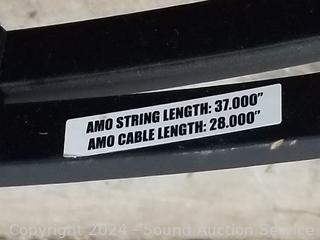 AMO STRING LENGTH: 37.000"
AMO CABLE LENGTH: 28.000"
Copyright 2024 - Sound Auction Service